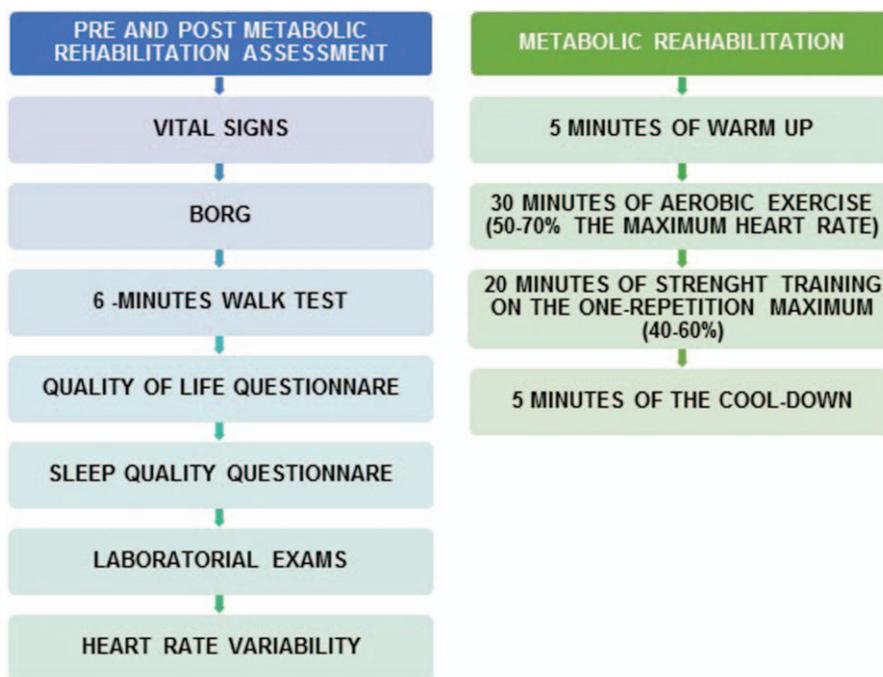 PRE AND POST METABOLIC
REHABILITATION ASSESSMENT
VITAL SIGNS
BORG
6 -MINUTES WALK TEST
QUALITY OF LIFE QUESTIONNARE
SLEEP QUALITY QUESTIONNARE
LABORATORIAL EXAMS
HEART RATE VARIABILITY
METABOLIC REAHABILITATION
5 MINUTES OF WARM UP
30 MINUTES OF AEROBIC EXERCISE
(50-70% THE MAXIMUM HEART RATE)
20 MINUTES OF STRENGHT TRAINING
ON THE ONE-REPETITION MAXIMUM
(40-60%)
5 MINUTES OF THE COOL-DOWN